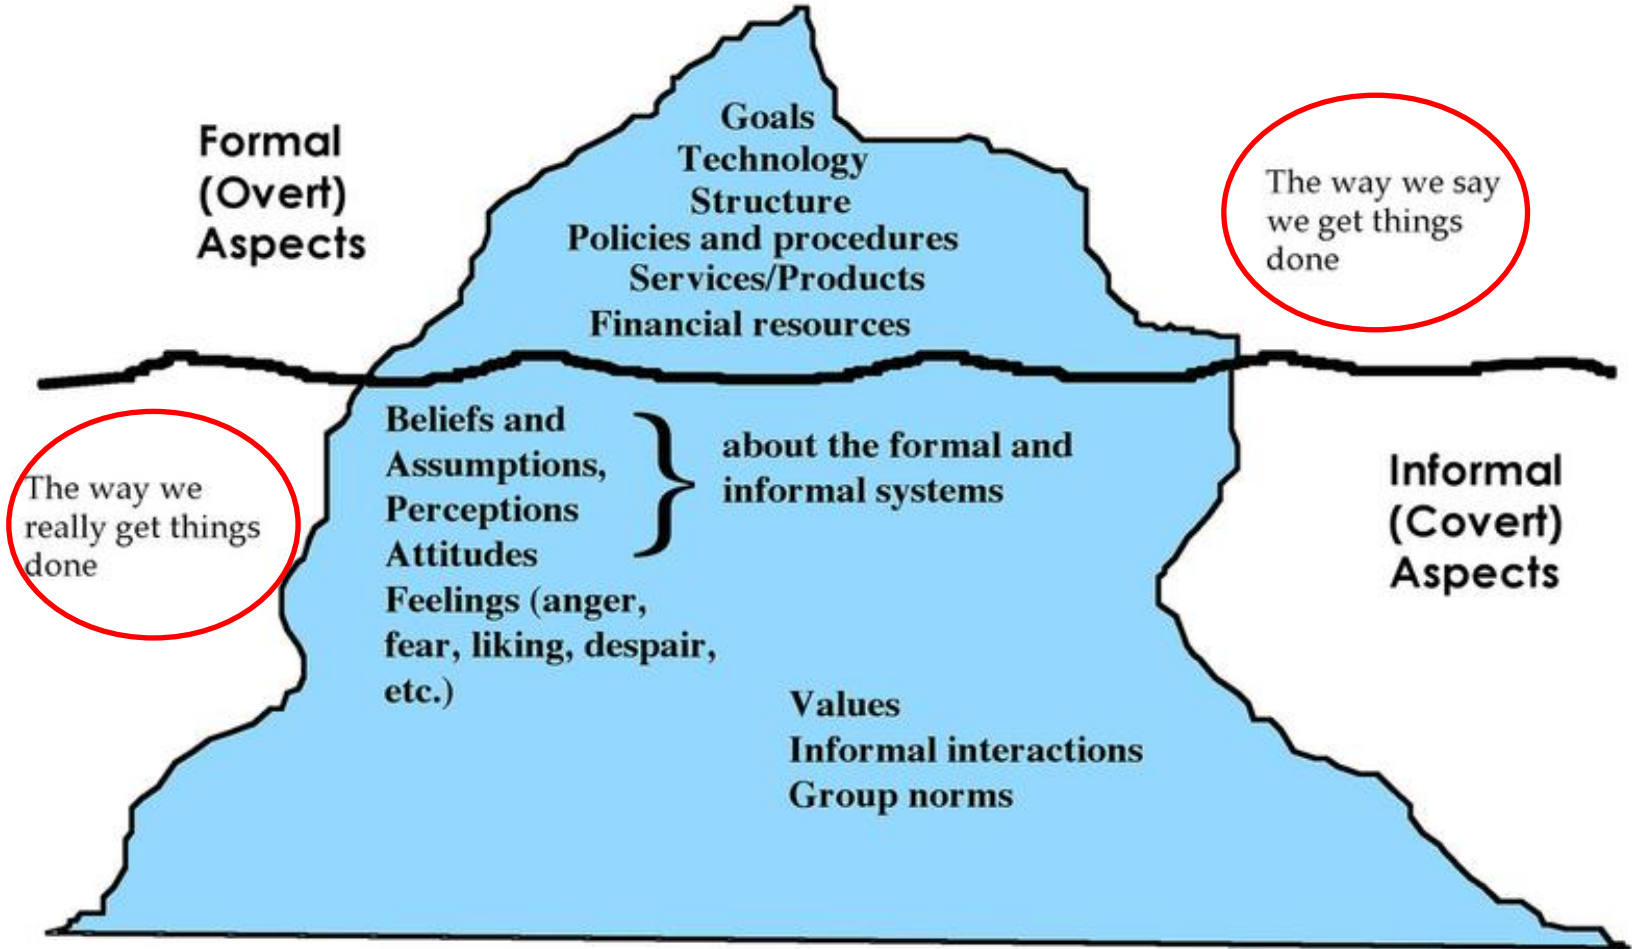 Formal
(Overt)
Aspects
Goals
Technology
Structure
Policies and procedures
Services/Products
Financial resources
The way we say
we get things
done
The way we
really get things
done
Beliefs and
Assumptions,
Perceptions
Attitudes
Feelings (anger,
fear, liking, despair,
etc.)
about the formal and
informal systems
Values
Informal interactions
Group norms
Informal
(Covert)
Aspects